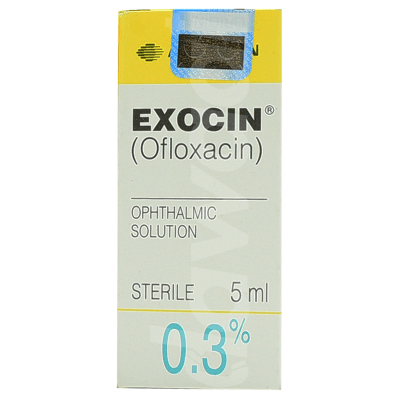 EXOCIN®
(Ofloxacin)
OPHTHALMIC
SOLUTION
STERILE 5 ml
0.3%